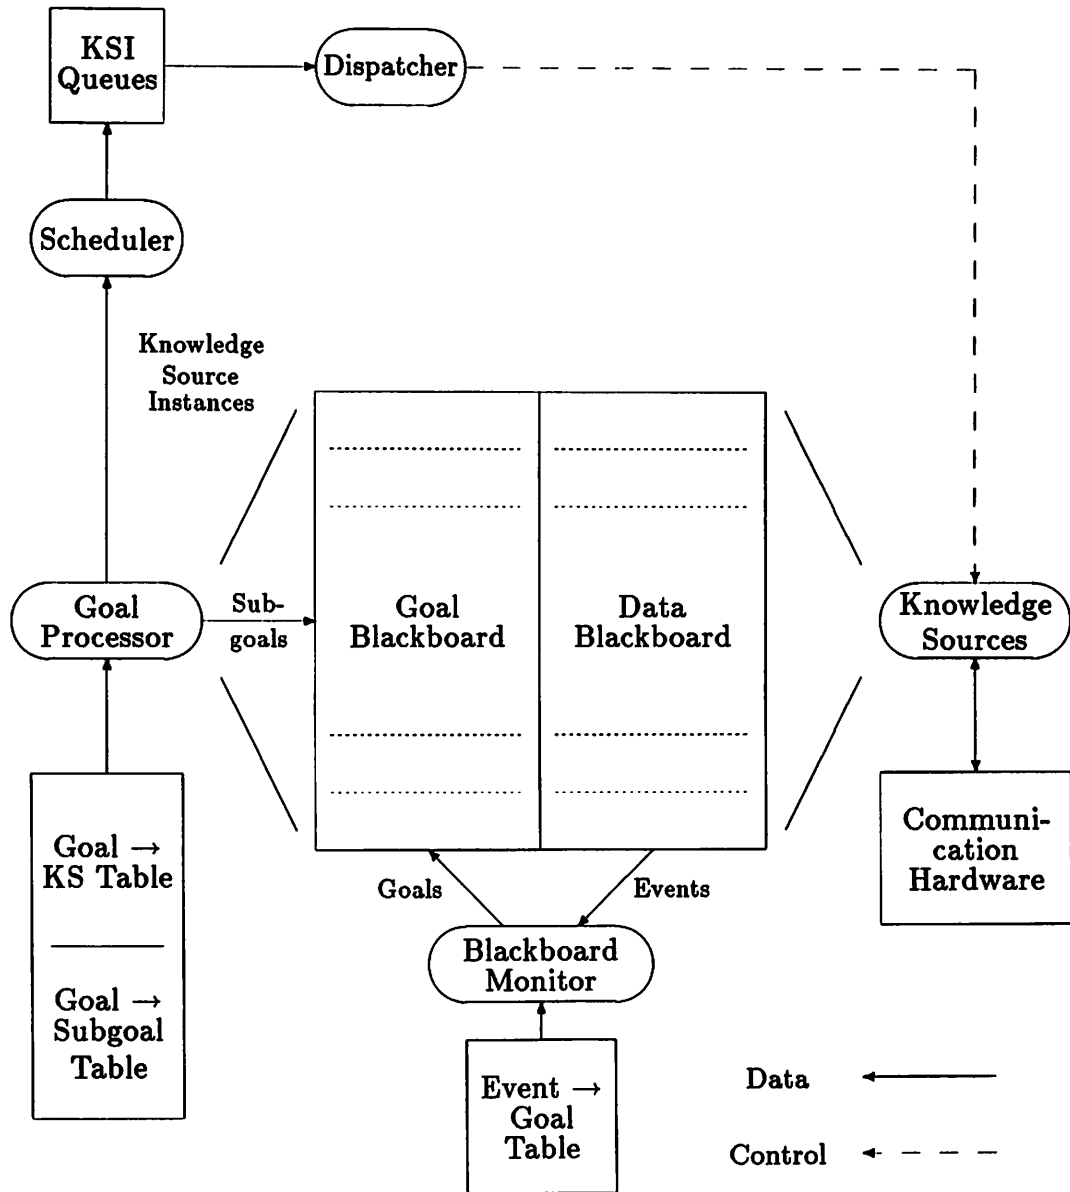 KSI
Queues
Dispatcher
Scheduler
Knowledge
Source
Instances
Goal
Processor
Sub-
goals
Goal
Blackboard
Data
Blackboard
Knowledge
Sources
Goal →
KS Table
Goal →
Subgoal
Table
Goals
Events
Communi-
cation
Hardware
Blackboard
Monitor
Event →
Goal
Table
Data
Control